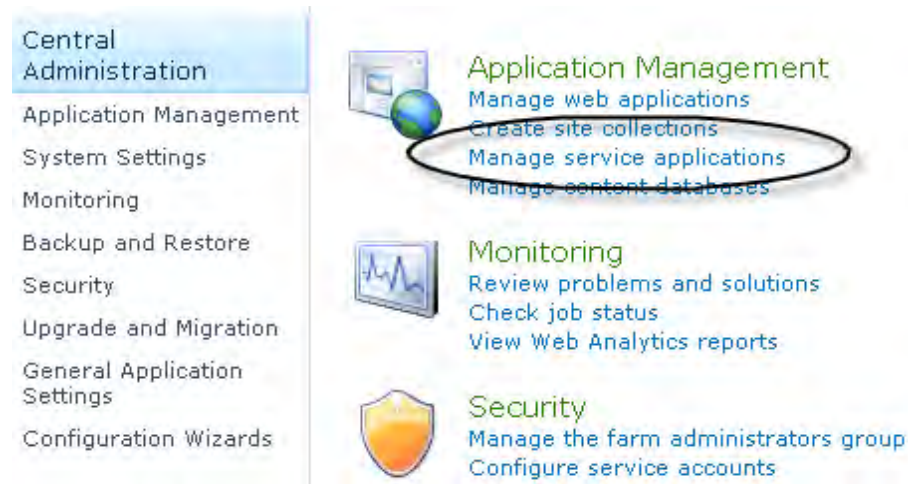 Central
Administration
Application Management
System Settings
Monitoring
Backup and Restore
Security
Upgrade and Migration
General Application
Settings
Configuration Wizards
Application Management
Manage web applications
Create site collections
Manage service applications
Manage content databases
Monitoring
Review problems and solutions
Check job status
View Web Analytics reports
Security
Manage the farm administrators group
Configure service accounts